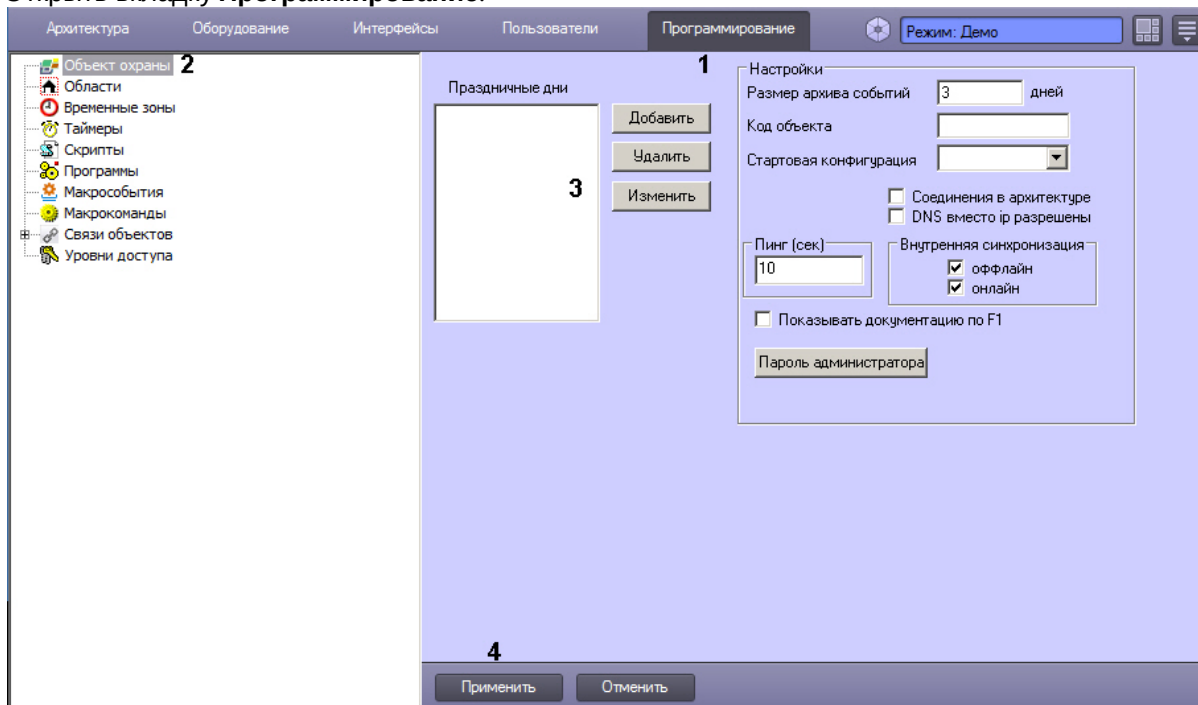 Открыть вкладку Программирование.
Архитектура Оборудование Интерфейсы Пользователи Программирование Режим: Демо
1
Объект охраны 2
Области
Временные зоны
Таймеры
Скрипты
Программы
Макрособытия
Макрокоманды
Связи объектов
Уровни доступа
Праздничные дни
Добавить
Удалить
3
Изменить
Настройки
Размер архива событий 3 дней
Код объекта
Стартовая конфигурация
Соединения в архитектуре
DNS вместо ip разрешены
Пинг (сек)
10
Внутренняя синхронизация
оффлайн
онлайн
Показывать документацию по F1
Пароль администратора
4
Применить Отменить